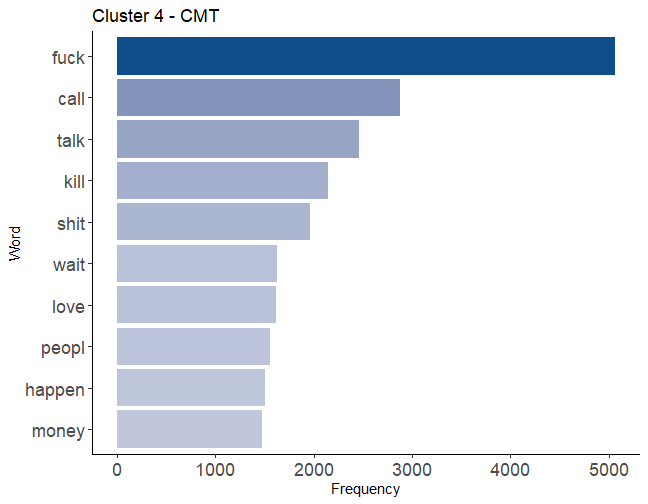 Cluster 4 - CMT
fuck
call
talk
kill
shit
wait
love
peopl
happen
money
Word
0 1000 2000 3000 4000 5000
Frequency